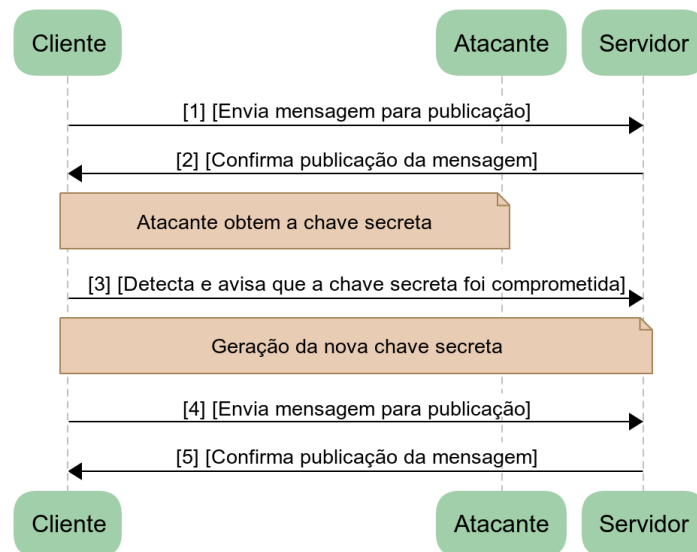 Cliente
Atacante
Servidor
[1] [Envia mensagem para publicação]
[2] [Confirma publicação da mensagem]
Atacante obtem a chave secreta
[3] [Detecta e avisa que a chave secreta foi comprometida]
Geração da nova chave secreta
[4] [Envia mensagem para publicação]
[5] [Confirma publicação da mensagem]
Cliente
Atacante
Servidor